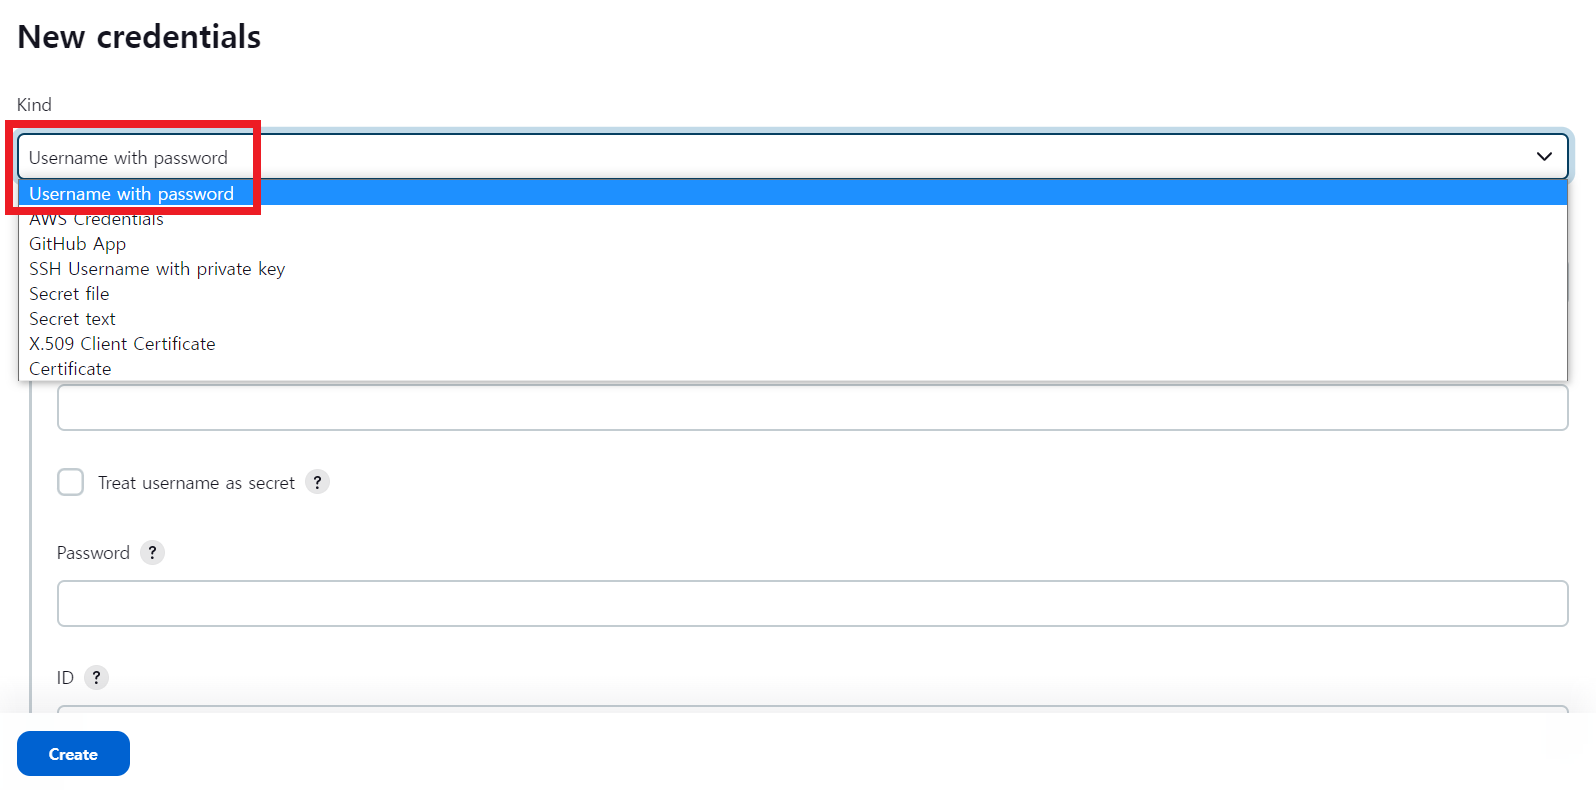 New credentials
Kind
Username with password
Username with password
AWS Credentials
GitHub App
SSH Username with private key
Secret file
Secret text
X.509 Client Certificate
Certificate
Treat username as secret ?
Password ?
ID ?
Create